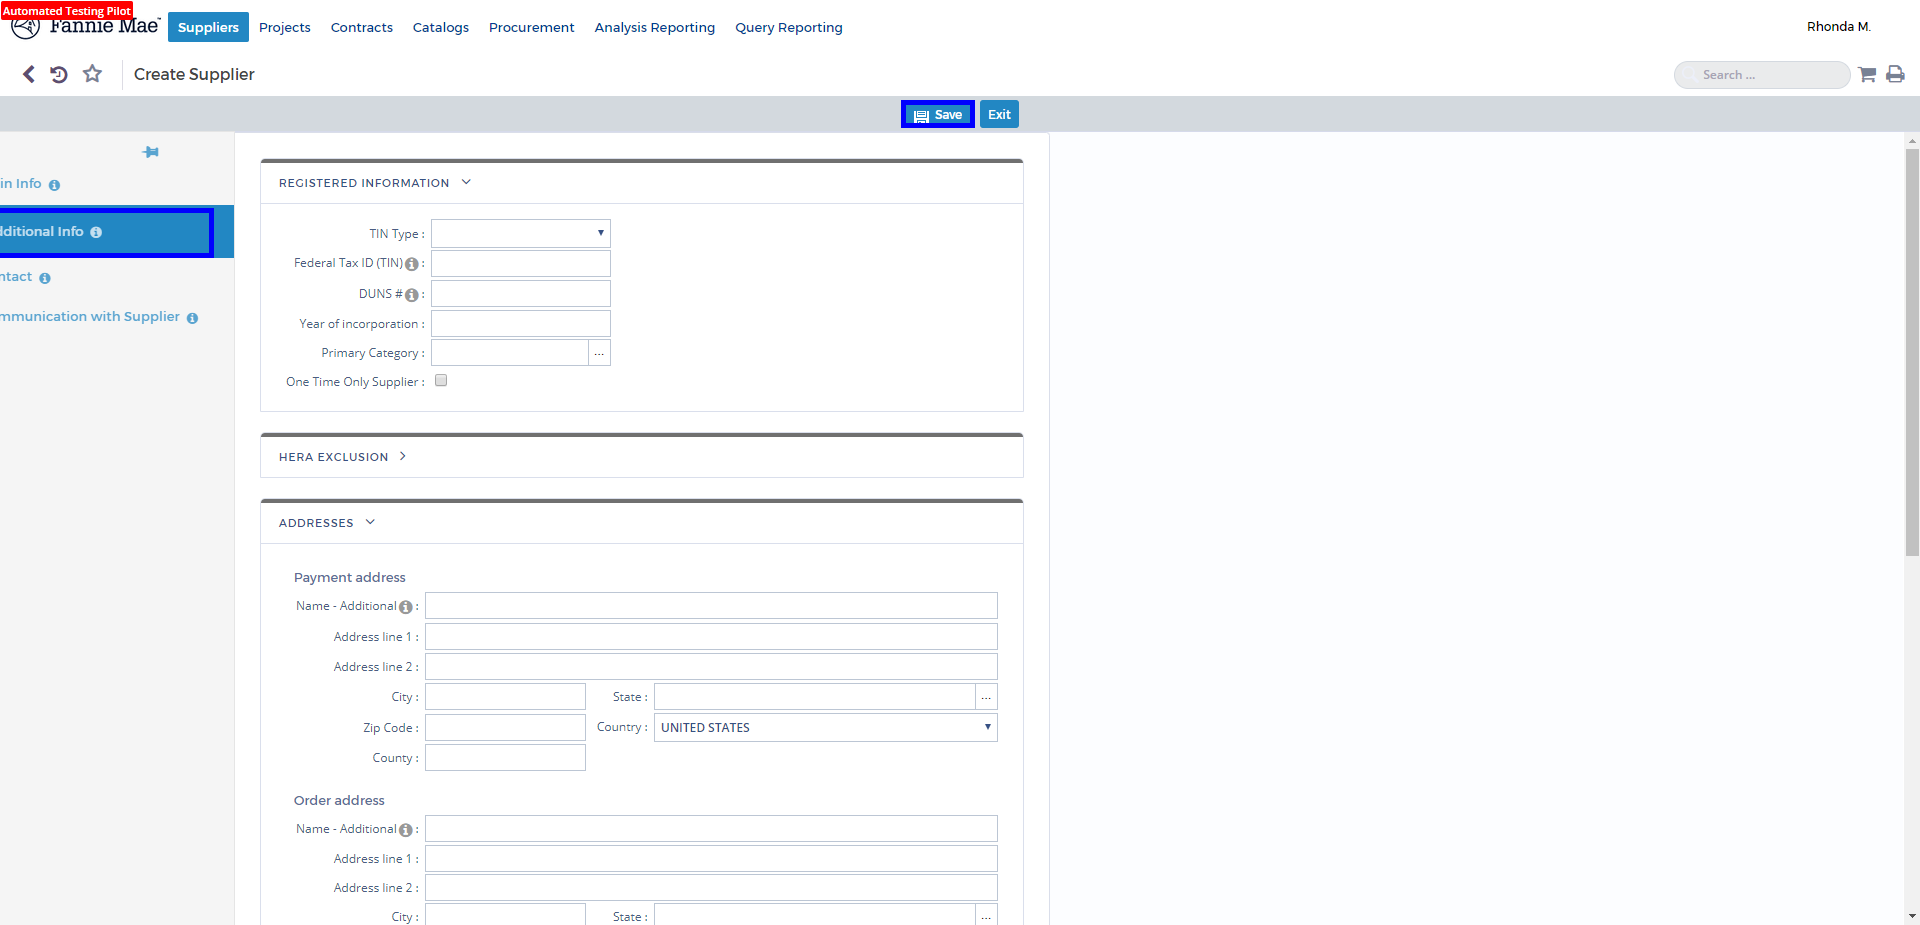 Automated Testing Pilot
Fannie Mae
Suppliers Projects Contracts Catalogs Procurement Analysis Reporting Query Reporting
Rhonda M.
Create Supplier
Search ...
Save Exit
in Info
dditional Info
ntact
mmunication with Supplier
REGISTERED INFORMATION
TIN Type :
Federal Tax ID (TIN) :
DUNS # :
Year of incorporation :
Primary Category : ...
One Time Only Supplier :
HERA EXCLUSION
ADDRESSES
Payment address
Name - Additional :
Address line 1 :
Address line 2 :
City : State : ...
Zip Code : Country : UNITED STATES
County :
Order address
Name - Additional :
Address line 1 :
Address line 2 :
City : State : ...